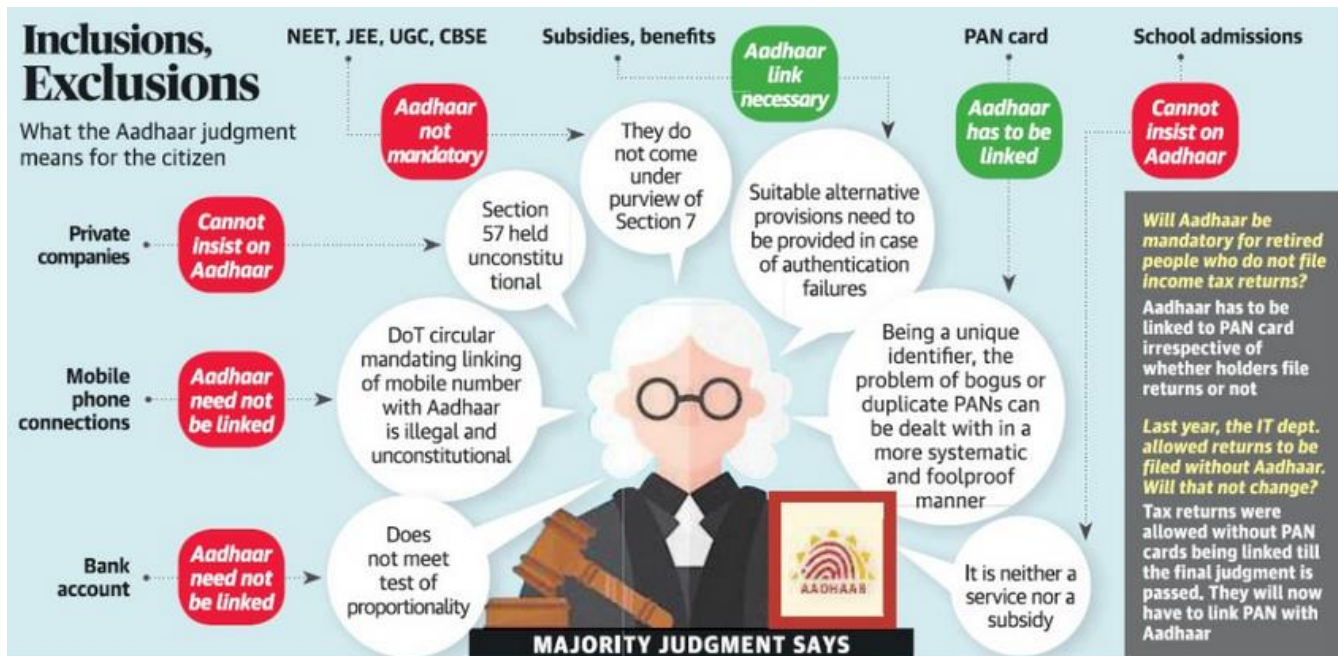 Inclusions,
Exclusions
What the Aadhaar judgment
means for the citizen
NEET, JEE, UGC, CBSE
Aadhaar
not
mandatory
They do
not come
under
purview of
Section 7
Subsidies, benefits
Aadhaar
link
necessary
Suitable alternative
provisions need to
be provided in case
of authentication
failures
PAN card
Aadhaar
has to be
linked
Being a unique
identifier, the
problem of bogus or
duplicate PANs can
be dealt with in a
more systematic
and foolproof
manner
School admissions
Cannot
insist on
Aadhaar
It is neither a
service nor a
subsidy
Private
companies
Cannot
insist on
Aadhaar
Section
57 held
unconstitu
tional
Mobile
phone
connections
Aadhaar
need not
be linked
DoT circular
mandating linking
of mobile number
with Aadhaar
is illegal and
unconstitutional
Bank
account
Aadhaar
need not
be linked
Does
not meet
test of
proportionality
AADHAAR
MAJORITY JUDGMENT SAYS
Will Aadhaar be
mandatory for retired
people who do not file
income tax returns?
Aadhaar has to be
linked to PAN card
irrespective of
whether holders file
returns or not
Last year, the IT dept.
allowed returns to be
filed without Aadhaar.
Will that not change?
Tax returns were
allowed without PAN
cards being linked till
the final judgment is
passed. They will now
have to link PAN with
Aadhaar